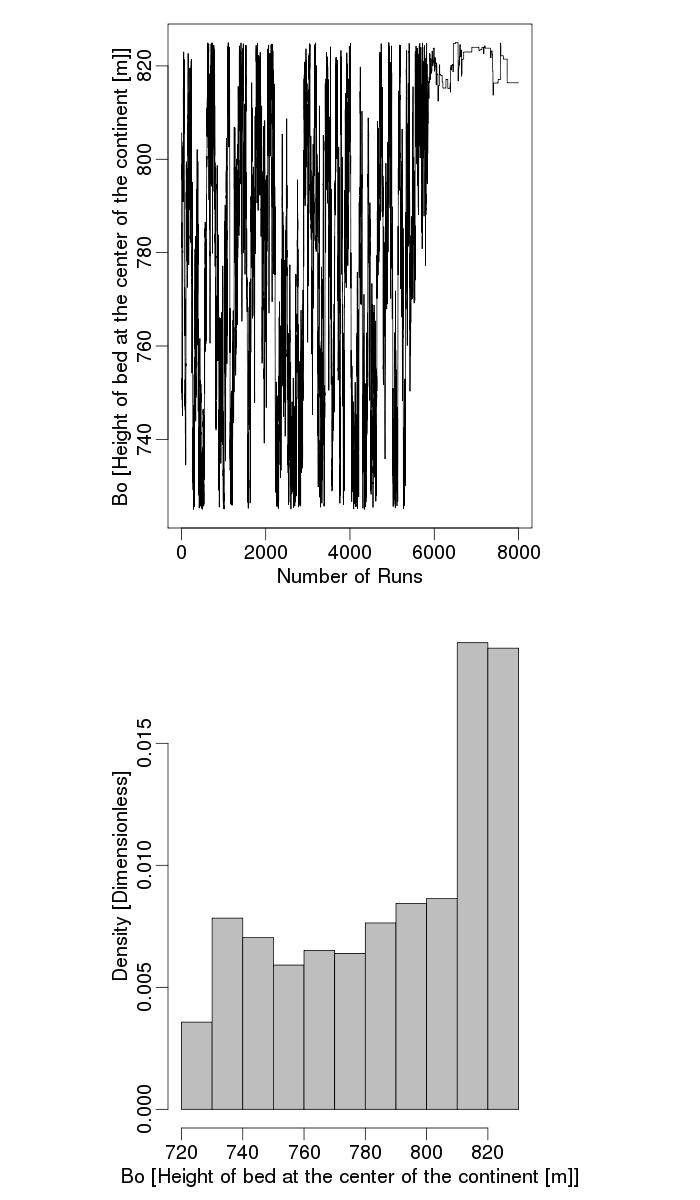 Bo [Height of bed at the center of the continent [m]]
820
800
780
760
740
0 2000 4000 6000 8000
Number of Runs
Density [Dimensionless]
0.015
0.010
0.005
0.000
720 740 760 780 800 820
Bo [Height of bed at the center of the continent [m]]